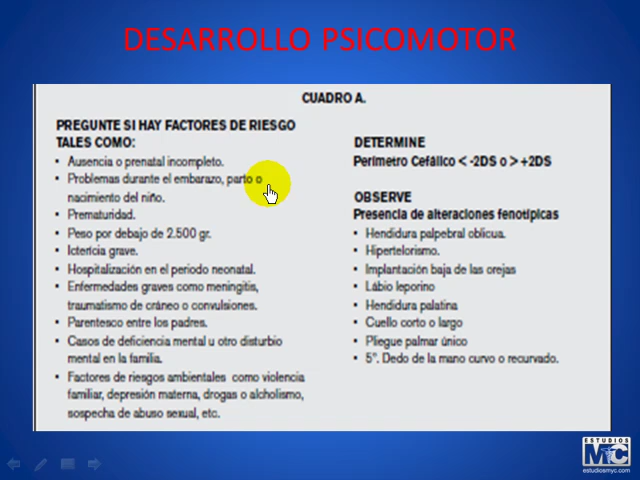 DESARROLLO PSICOMOTOR
CUADRO A.
PREGUNTE SI HAY FACTORES DE RIESGO
TALES COMO:
• Ausencia o prenatal incompleto.
• Problemas durante el embarazo, parto o
nacimiento del niño.
• Prematuridad.
• Peso por debajo de 2.500 gr.
• Ictericia grave.
• Hospitalización en el periodo neonatal.
• Enfermedades graves como meningitis,
traumatismo de cráneo o convulsiones.
• Parentesco entre los padres.
• Casos de deficiencia mental u otro disturbio
mental en la familia.
• Factores de riesgos ambientales como violencia
familiar, depresión materna, drogas o alcholismo,
sospecha de abuso sexual, etc.
DETERMINE
Perímetro Cefálico < -2DS o > +2DS
OBSERVE
Presencia de alteraciones fenotípicas
• Hendidura palpebral oblicua.
• Hipertelorismo.
• Implantación baja de las orejas
• Lábio leporino
• Hendidura palatina
• Cuello corto o largo
• Pliegue palmar único
• 5°. Dedo de la mano curvo o recurvado.
ESTUDIOS
MyC
estudiosmyc.com